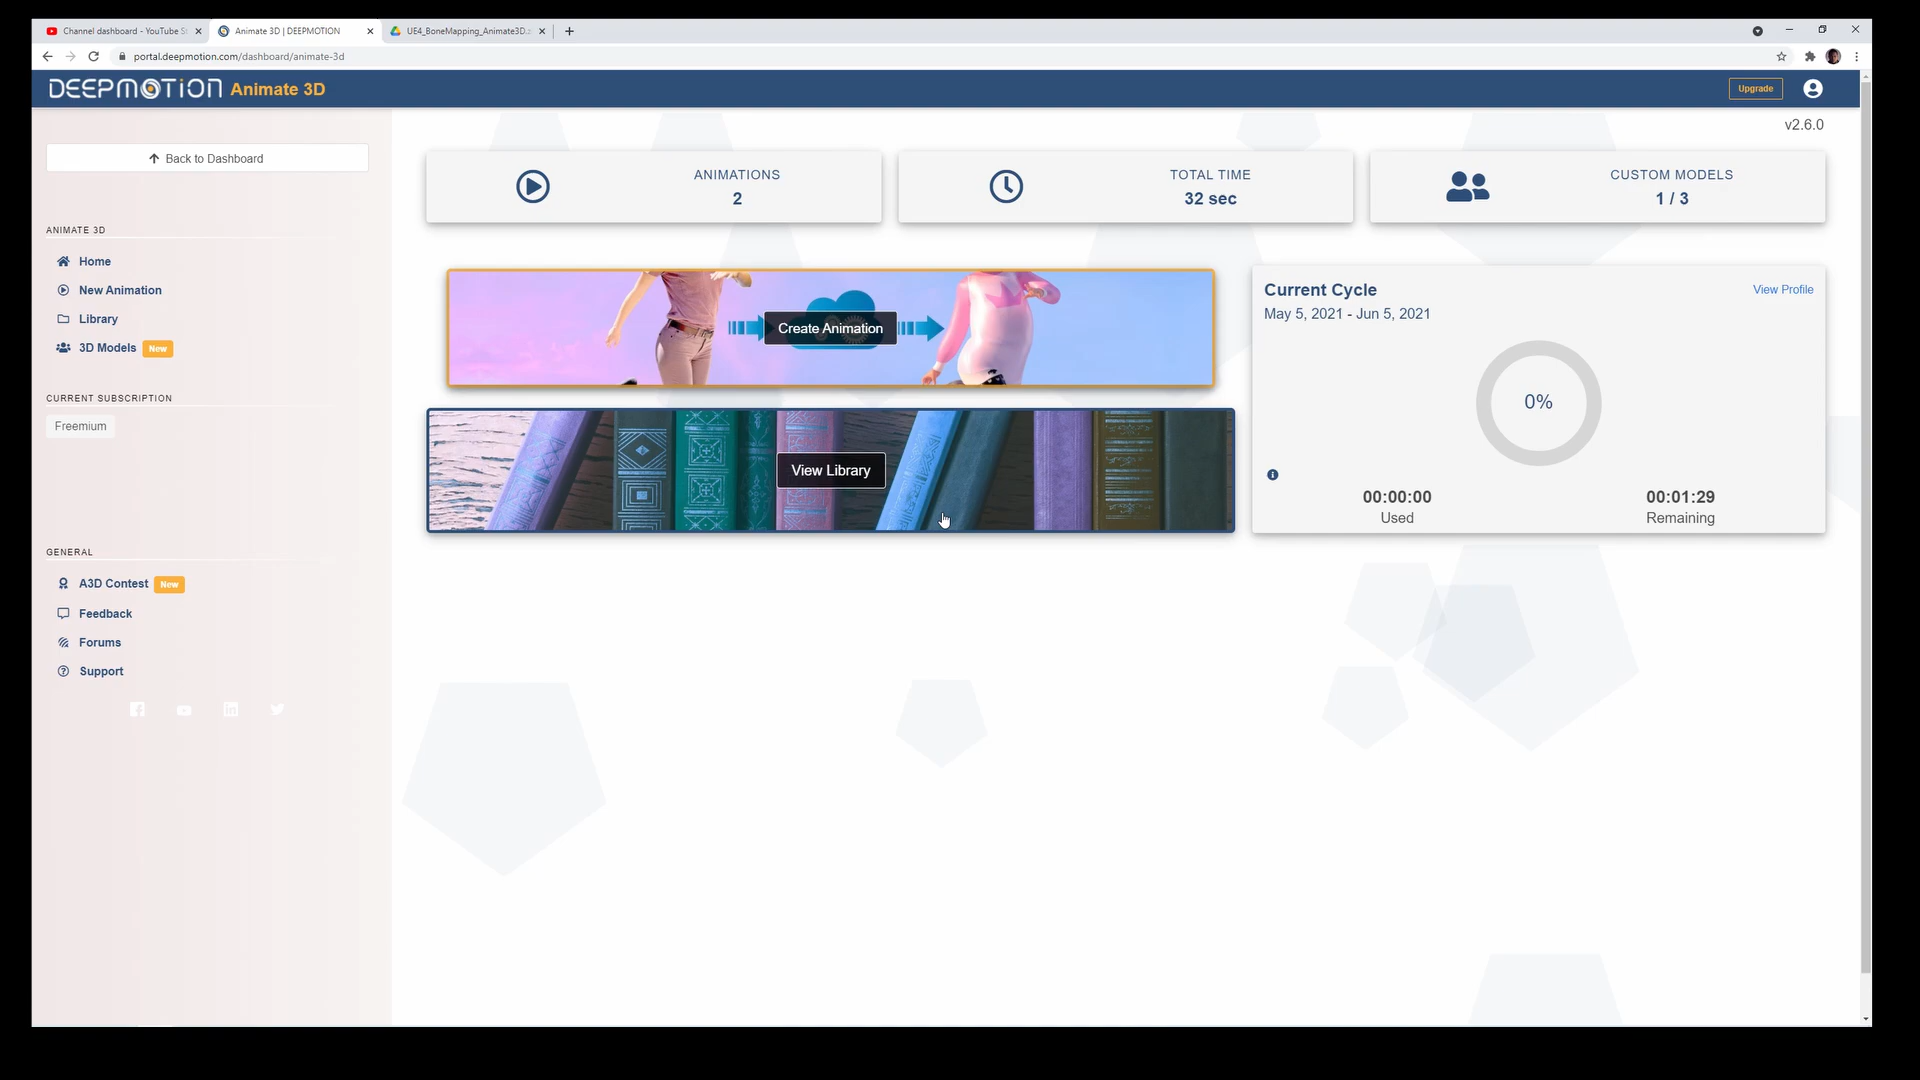 Channel dashboard - YouTube St
Animate 3D | DEEPMOTION
UE4_BoneMapping_Animate3D.z
portal.deepmotion.com/dashboard/animate-3d
DEEPMOTION Animate 3D
Upgrade
v2.6.0
Back to Dashboard
ANIMATIONS
2
TOTAL TIME
32 sec
CUSTOM MODELS
1 / 3
ANIMATE 3D
Home
New Animation
Library
3D Models New
CURRENT SUBSCRIPTION
Freemium
GENERAL
A3D Contest New
Feedback
Forums
Support
Create Animation
View Library
Current Cycle
View Profile
May 5, 2021 - Jun 5, 2021
0%
00:00:00
Used
00:01:29
Remaining